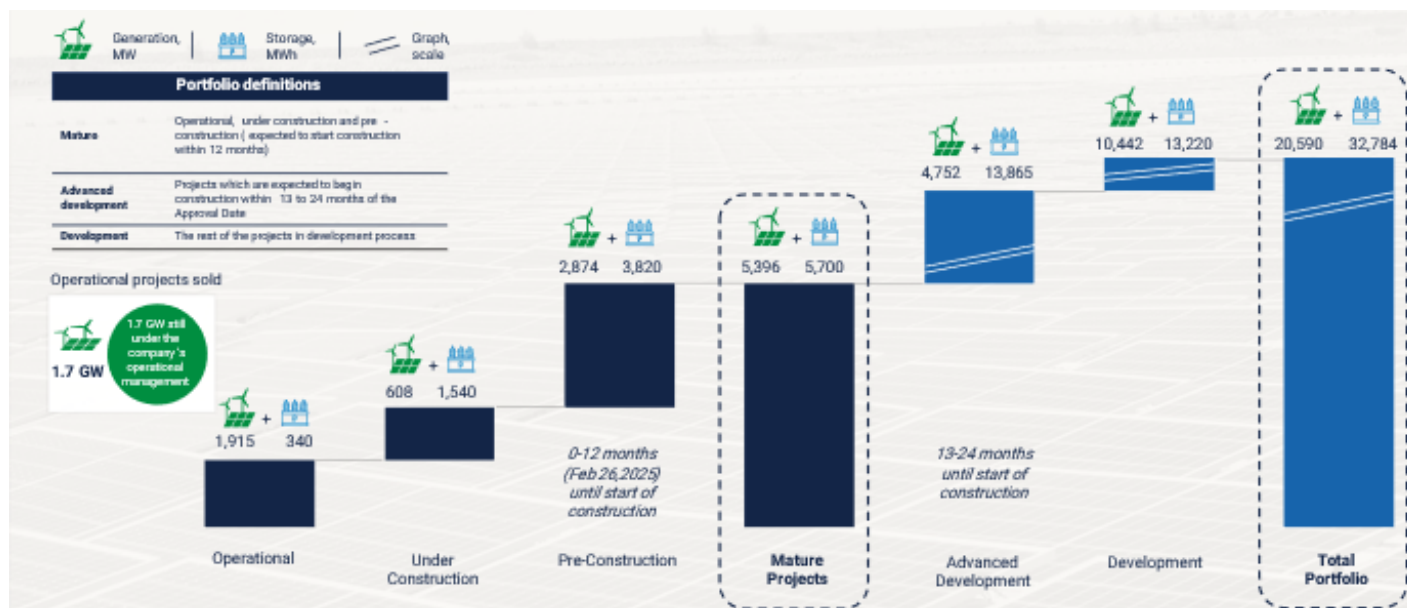 Generation, MW
Storage, MWh
Graph, scale
Portfolio definitions
Mature
Operational, under construction and pre -
construction ( expected to start construction
within 12 months)
Advanced
development
Projects which are expected to begin
construction within 13 to 24 months of the
Approval Date
Development
The rest of the projects in development process
Operational projects sold
1.7 GW
1.7 GW still
under the
company's
operational
management
1,915 340
608 1,540
2,874 3,820
5,396 5,700
4,752 13,865
10,442 13,220
20,590 32,784
+
+
+
+
+
+
+
0-12 months
(Feb 26,2025)
until start of
construction
13-24 months
until start of
construction
Operational
Under
Construction
Pre-Construction
Mature
Projects
Advanced
Development
Development
Total
Portfolio